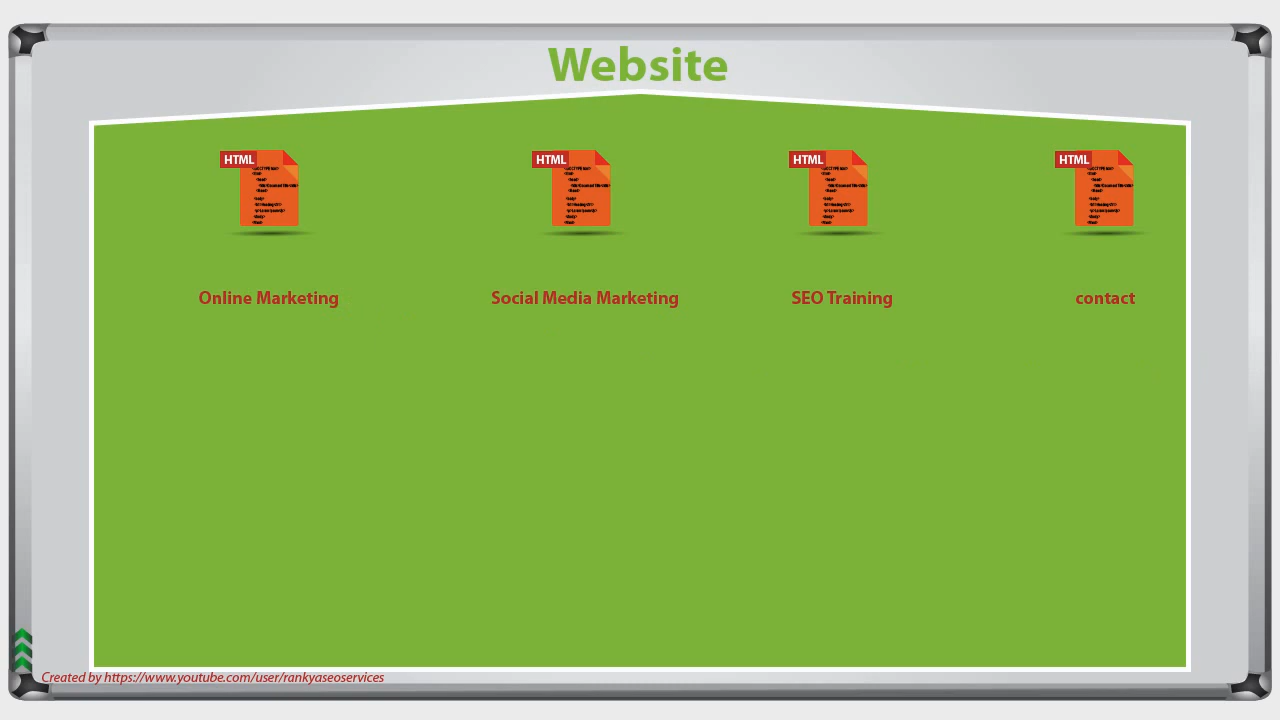 Website
HTML HTML HTML HTML
Online Marketing Social Media Marketing SEO Training contact
Created by https://www.youtube.com/user/rankyaseoservices